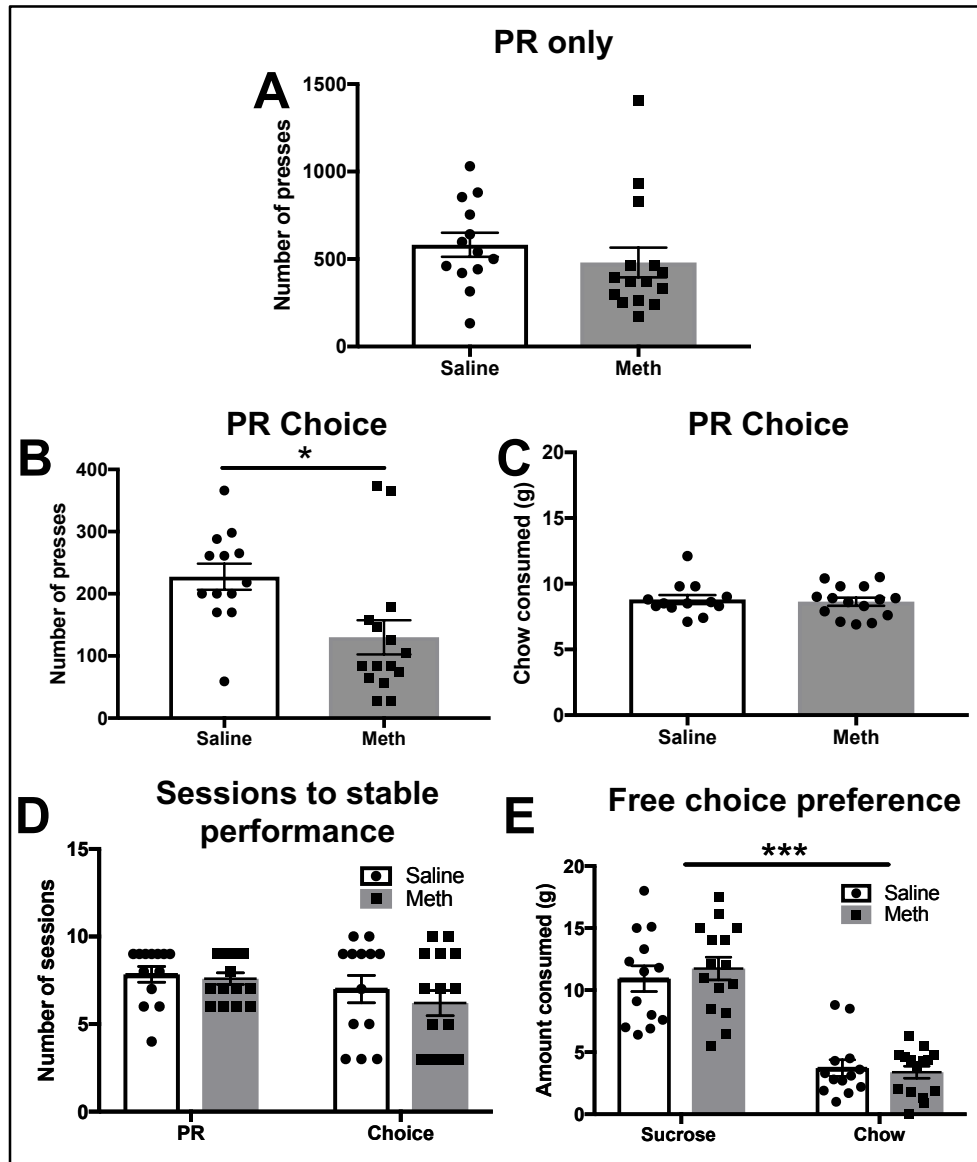 PR only
A
Number of presses
1500
1000
500
0
Saline Meth
PR Choice
B
*
Number of presses
400
300
200
100
0
Saline Meth
PR Choice
C
Chow consumed (g)
20
15
10
5
0
Saline Meth
Sessions to stable
performance
D
Number of sessions
15
10
5
0
Saline
Meth
PR Choice
Free choice preference
E
***
Amount consumed (g)
20
15
10
5
0
Saline
Meth
Sucrose Chow